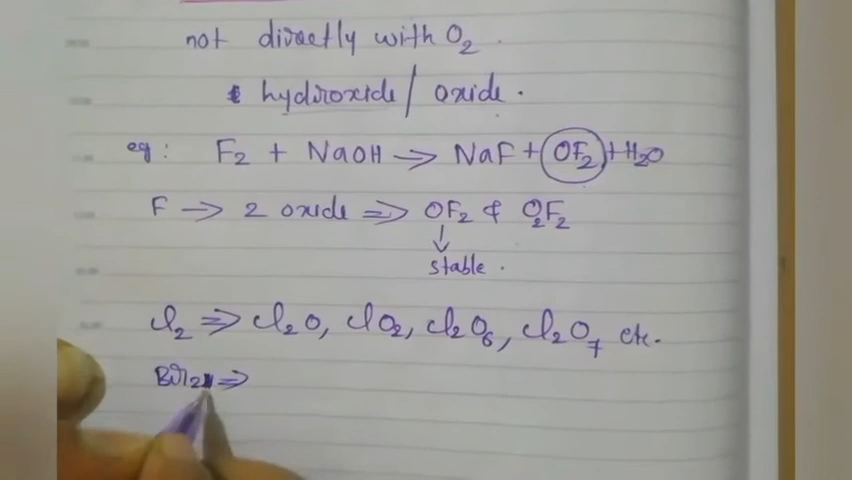 not directly with O₂.
hydroxide / oxide.
eg: F₂ + NaOH → NaF + OF₂ + H₂O
F → 2 oxide ⇒ OF₂ & O₂F₂
↓
stable.
Cl₂ ⇒ Cl₂O, ClO₂, Cl₂O₆, Cl₂O₇ etc.
Br₂ ⇒